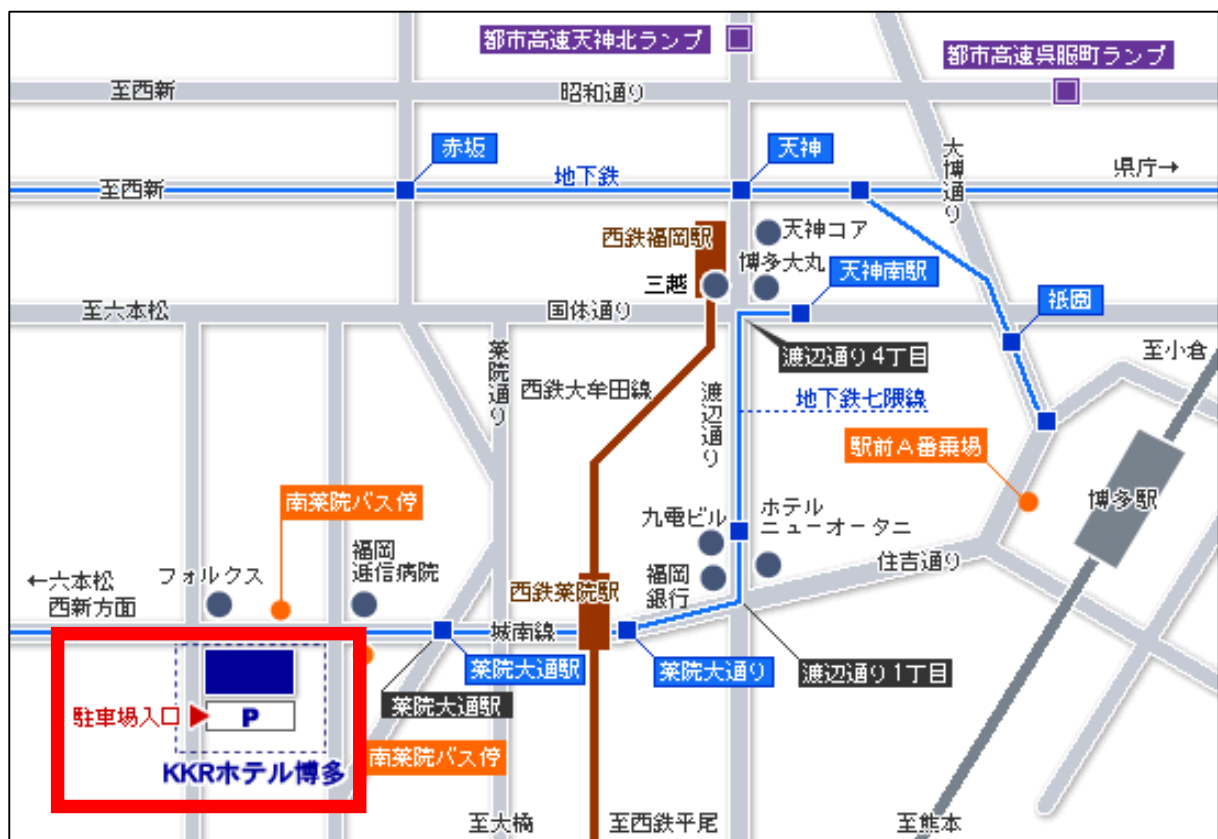 都市高速天神北ランプ
都市高速呉服町ランプ
至西新
昭和通り
赤坂
天神
大博通り
県庁→
地下鉄
至西新
西鉄福岡駅
天神コア
博多大丸
天神南駅
三越
至六本松
国体通り
祇園
薬院通り
渡辺通り4丁目
至小倉
西鉄大牟田線
渡辺通り
地下鉄七隈線
駅前A番乗場
博多駅
南薬院バス停
九電ビル
ホテル
ニューオータニ
福岡
逓信病院
住吉通り
←六本松
西新方面
フォルクス
西鉄薬院駅
福岡
銀行
城南線
薬院大通駅
薬院大通り
渡辺通り1丁目
薬院大通駅
駐車場入口
P
KKRホテル博多
南薬院バス停
至大橋
至西鉄平尾
至熊本